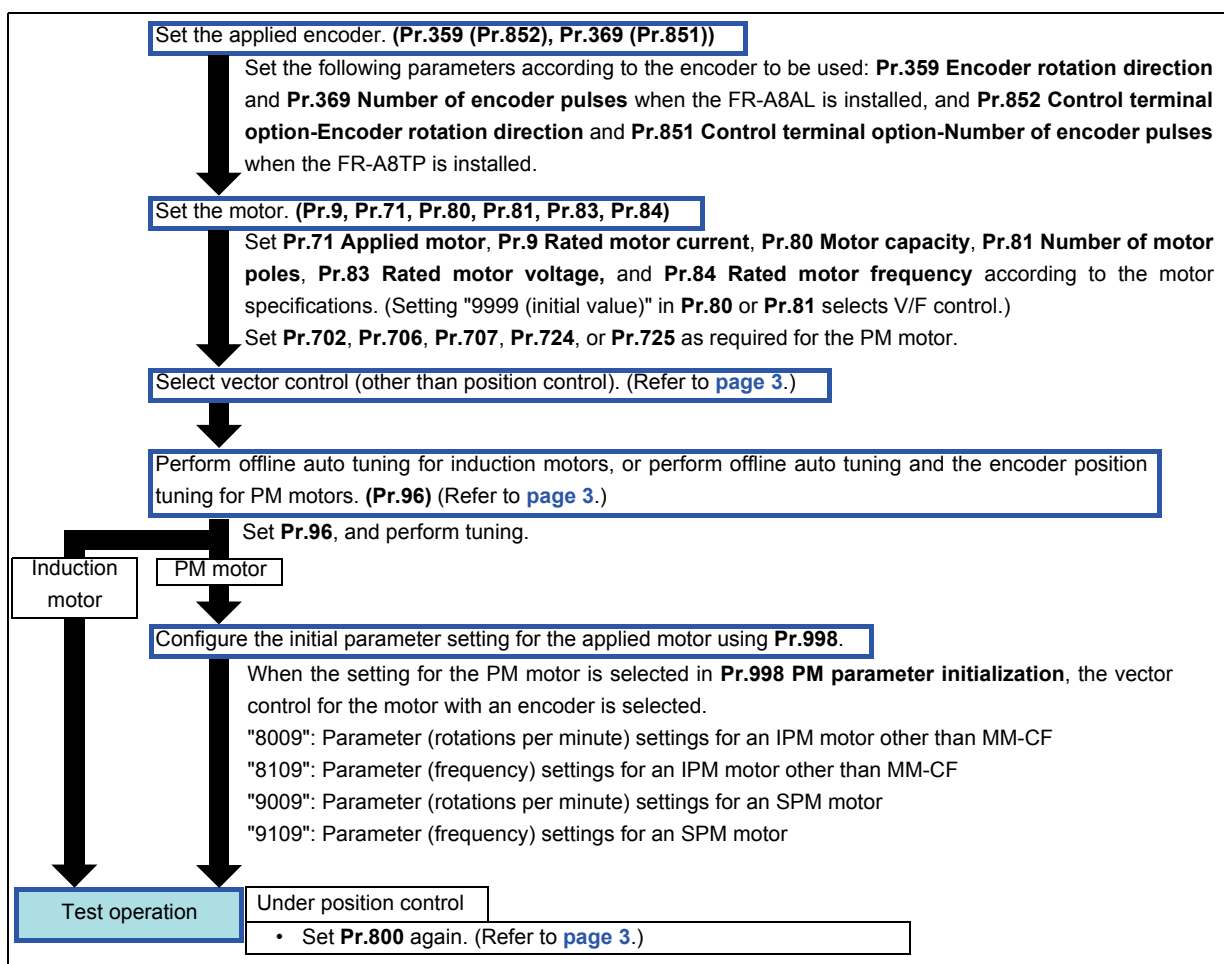 Set the applied encoder. (Pr.359 (Pr.852), Pr.369 (Pr.851))
Set the following parameters according to the encoder to be used: Pr.359 Encoder rotation direction
and Pr.369 Number of encoder pulses when the FR-A8AL is installed, and Pr.852 Control terminal
option-Encoder rotation direction and Pr.851 Control terminal option-Number of encoder pulses
when the FR-A8TP is installed.
Set the motor. (Pr.9, Pr.71, Pr.80, Pr.81, Pr.83, Pr.84)
Set Pr.71 Applied motor, Pr.9 Rated motor current, Pr.80 Motor capacity, Pr.81 Number of motor
poles, Pr.83 Rated motor voltage, and Pr.84 Rated motor frequency according to the motor
specifications. (Setting "9999 (initial value)" in Pr.80 or Pr.81 selects V/F control.)
Set Pr.702, Pr.706, Pr.707, Pr.724, or Pr.725 as required for the PM motor.
Select vector control (other than position control). (Refer to page 3.)
Perform offline auto tuning for induction motors, or perform offline auto tuning and the encoder position
tuning for PM motors. (Pr.96) (Refer to page 3.)
Set Pr.96, and perform tuning.
Induction
motor
PM motor
Configure the initial parameter setting for the applied motor using Pr.998.
When the setting for the PM motor is selected in Pr.998 PM parameter initialization, the vector
control for the motor with an encoder is selected.
"8009": Parameter (rotations per minute) settings for an IPM motor other than MM-CF
"8109": Parameter (frequency) settings for an IPM motor other than MM-CF
"9009": Parameter (rotations per minute) settings for an SPM motor
"9109": Parameter (frequency) settings for an SPM motor
Test operation
Under position control
• Set Pr.800 again. (Refer to page 3.)